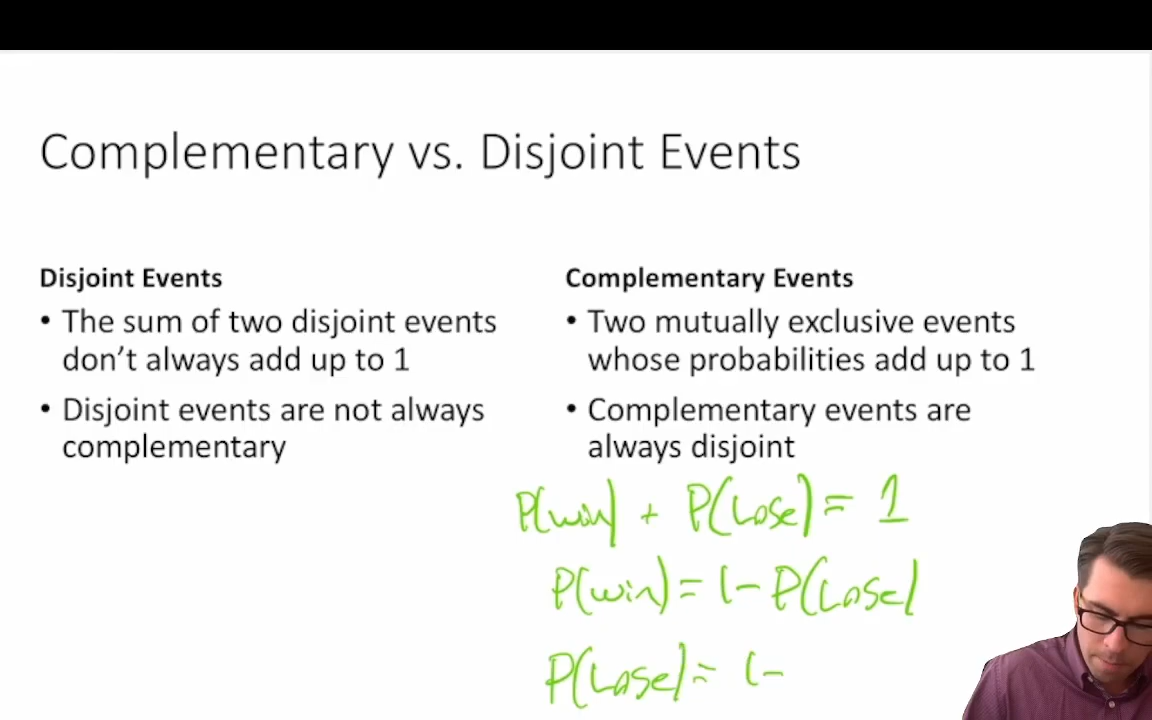 Complementary vs. Disjoint Events
Disjoint Events
• The sum of two disjoint events
don't always add up to 1
• Disjoint events are not always
complementary
Complementary Events
• Two mutually exclusive events
whose probabilities add up to 1
• Complementary events are
always disjoint
P(win) + P(Lose) = 1
P(win) = 1- P(Lose)
P(Lose) = 1-